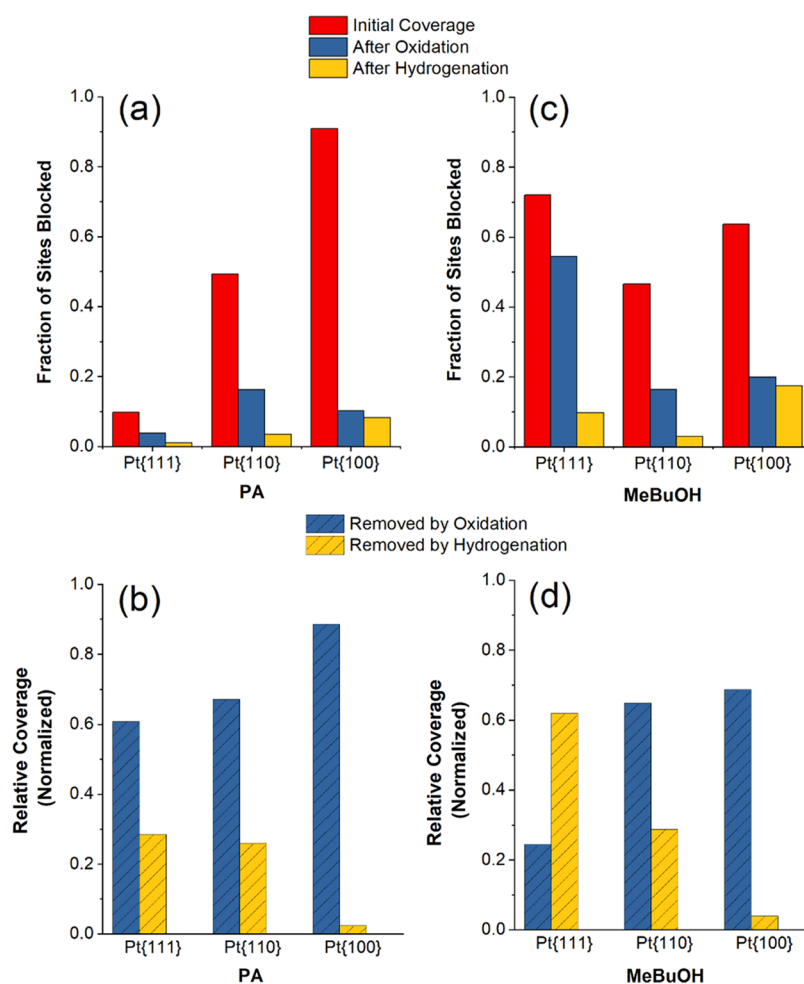 Initial Coverage
After Oxidation
After Hydrogenation
(a)
1.0
0.8
0.6
0.4
0.2
0.0
Fraction of Sites Blocked
Pt{111} Pt{110} Pt{100}
PA
(c)
1.0
0.8
0.6
0.4
0.2
0.0
Fraction of Sites Blocked
Pt{111} Pt{110} Pt{100}
MeBuOH
Removed by Oxidation
Removed by Hydrogenation
(b)
1.0
0.8
0.6
0.4
0.2
0.0
Relative Coverage
(Normalized)
Pt{111} Pt{110} Pt{100}
PA
(d)
1.0
0.8
0.6
0.4
0.2
0.0
Relative Coverage
(Normalized)
Pt{111} Pt{110} Pt{100}
MeBuOH